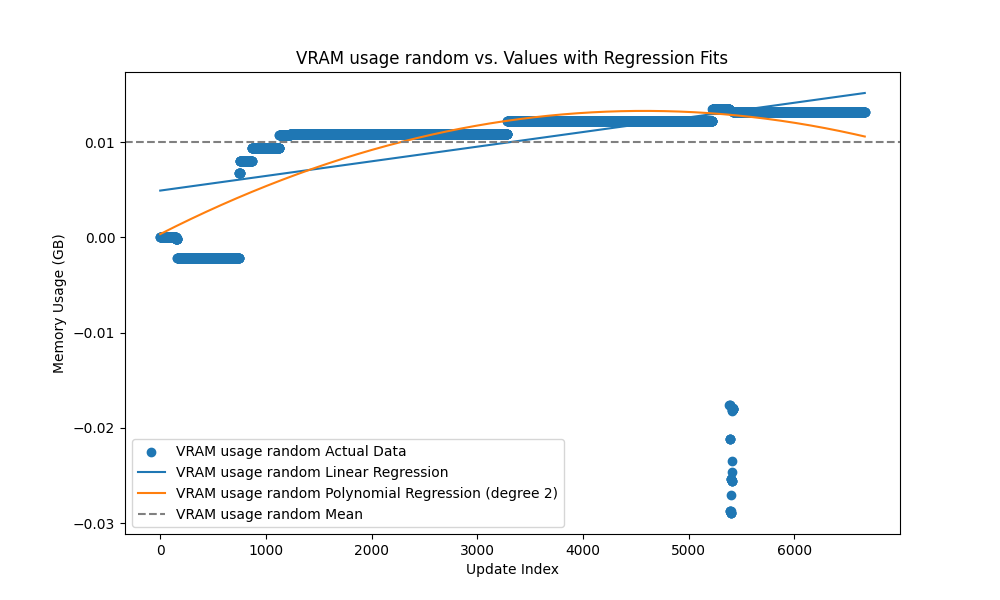 VRAM usage random vs. Values with Regression Fits
Memory Usage (GB)
0.01
0.00
−0.01
−0.02
−0.03
VRAM usage random Actual Data
VRAM usage random Linear Regression
VRAM usage random Polynomial Regression (degree 2)
VRAM usage random Mean
0 1000 2000 3000 4000 5000 6000
Update Index